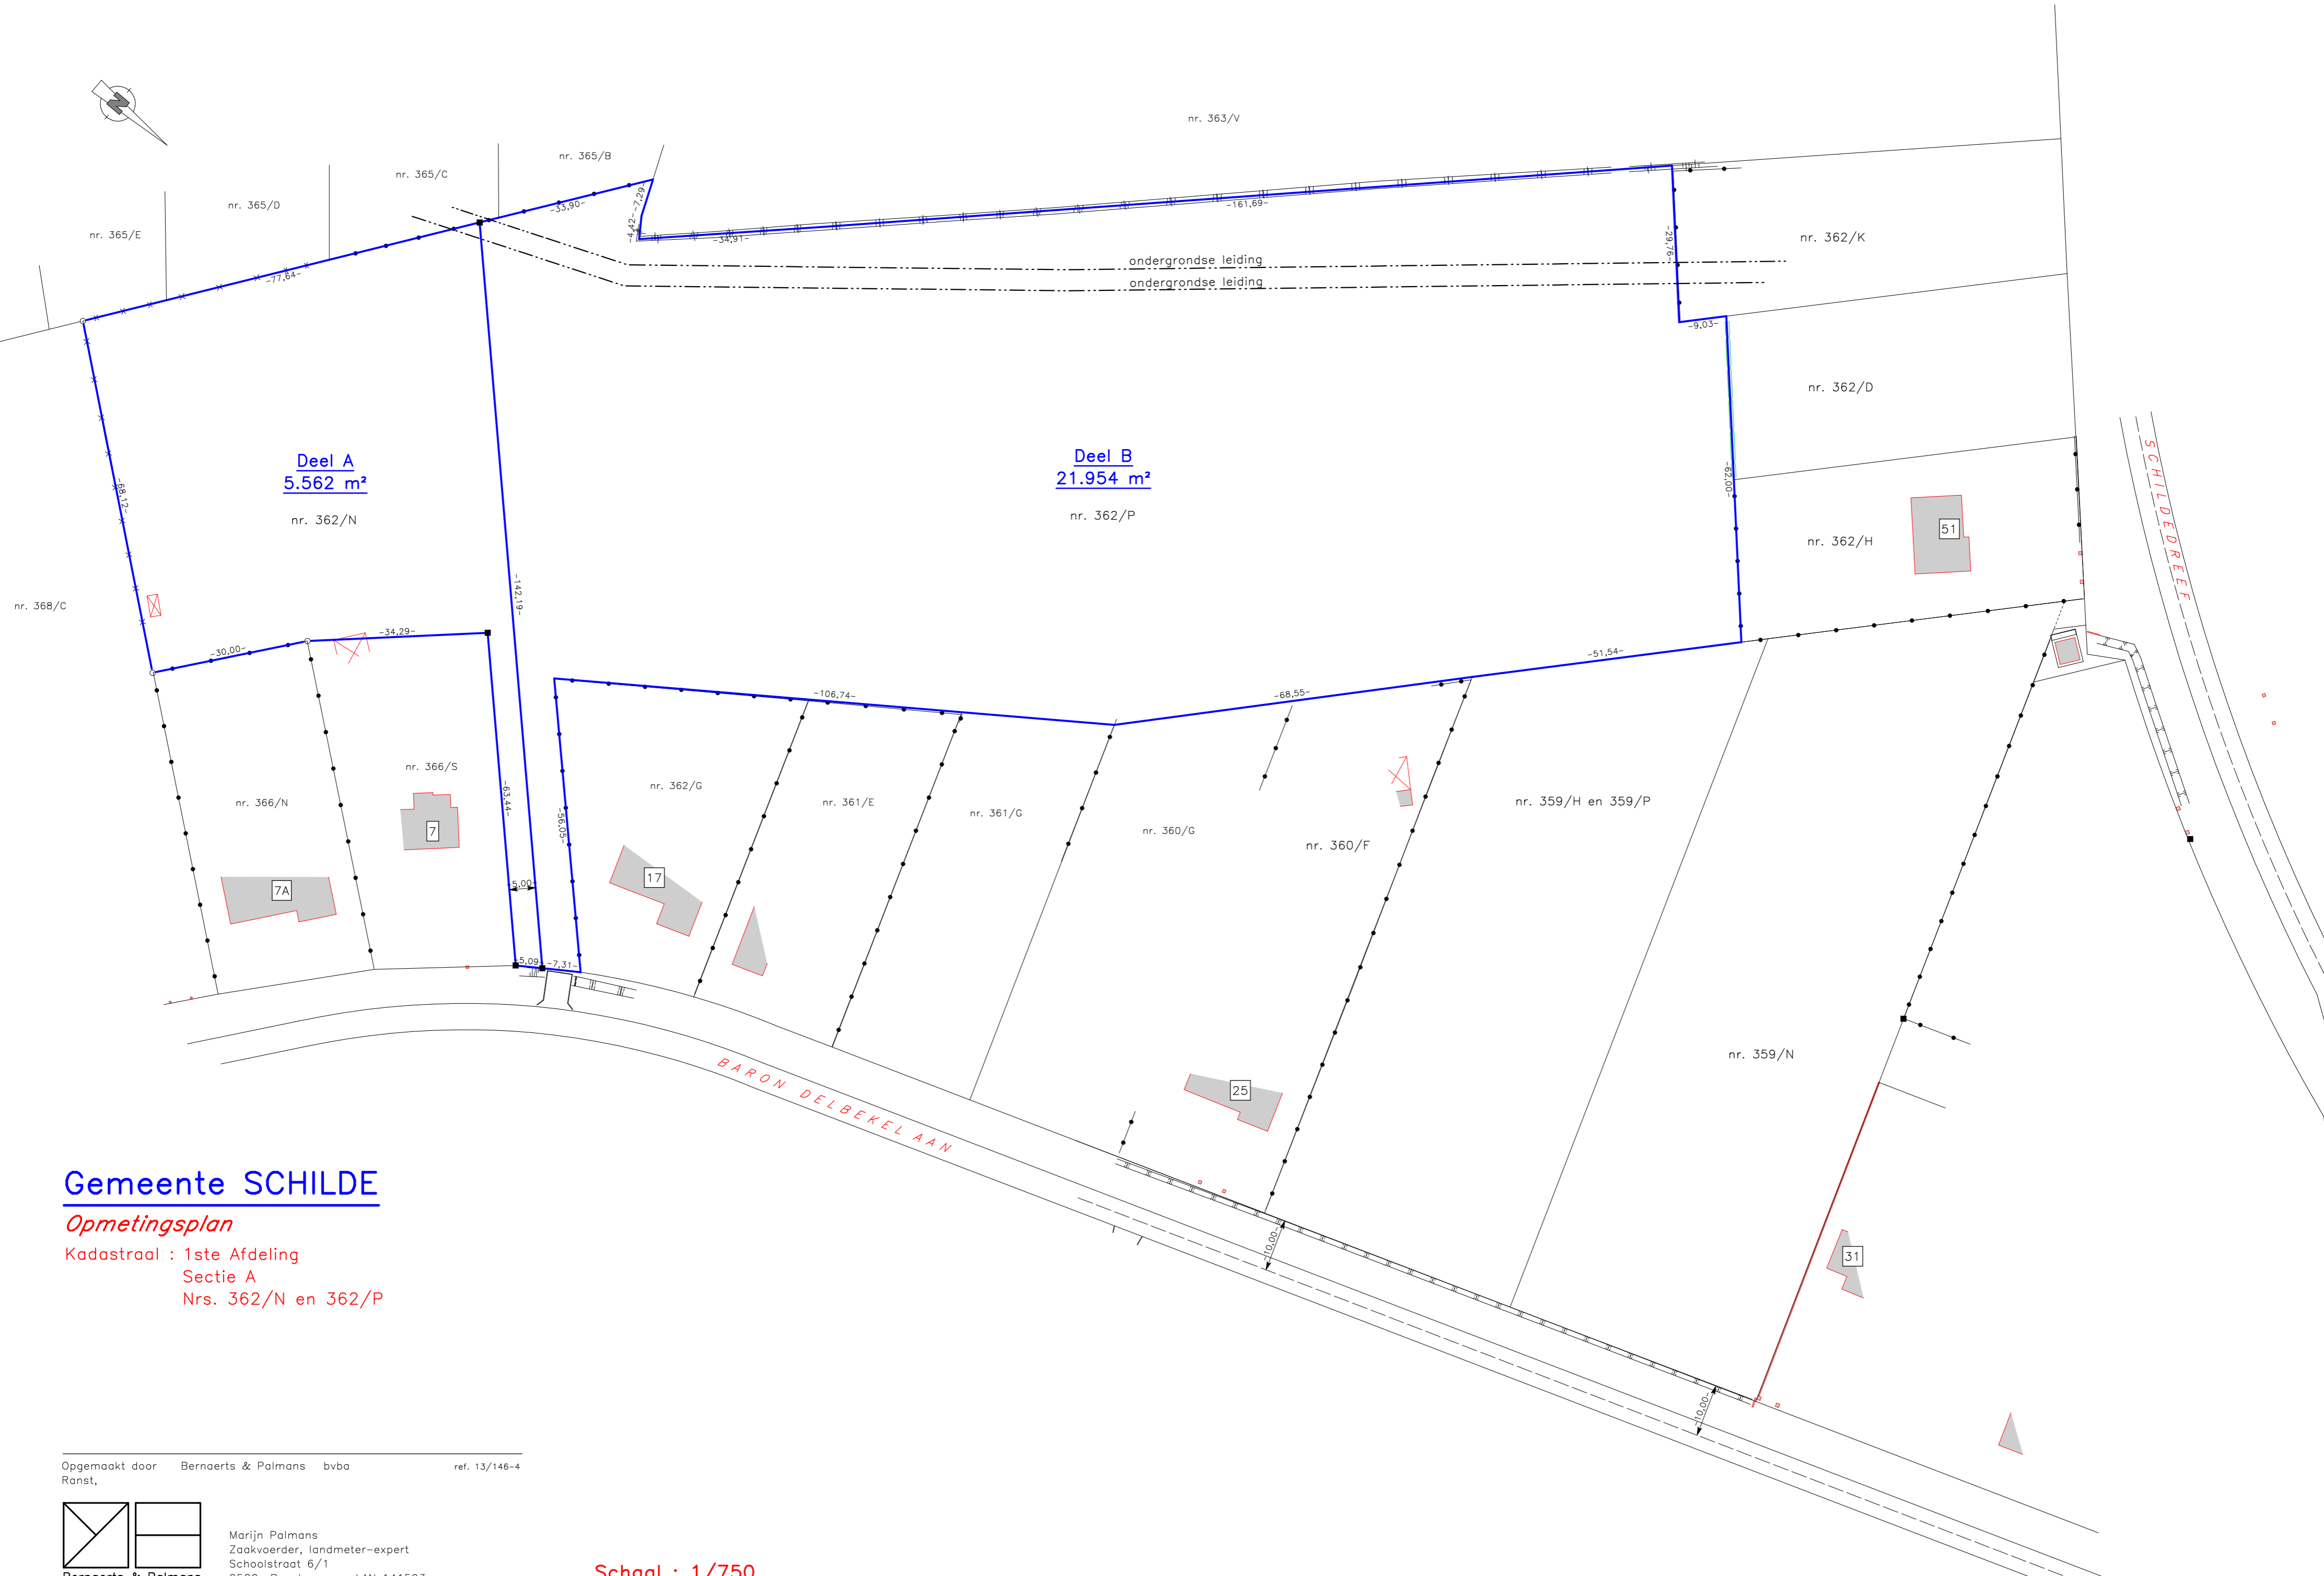 N
nr. 363/V
nr. 365/B
nr. 365/C
nr. 365/D
nr. 365/E
-33,90-
-7,29-
-4,42-
-34,91-
-161,69-
-29,76-
nr. 362/K
ondergrondse leiding
ondergrondse leiding
-77,64-
-9,03-
nr. 362/D
Deel A
5.562 m²
nr. 362/N
Deel B
21.954 m²
nr. 362/P
-68,12-
-62,00-
SCHILDEDREEF
51
nr. 362/H
nr. 368/C
-142,19-
-30,00-
-34,29-
-51,54-
-68,55-
-106,74-
nr. 366/S
nr. 366/N
7
7A
-63,44-
-56,05-
-5,00-
-5,09-
-7,31-
nr. 362/G
17
nr. 361/E
nr. 361/G
nr. 360/G
nr. 360/F
nr. 359/H en 359/P
nr. 359/N
25
31
BARON DELBEKELAAN
-10,00-
-10,00-
Gemeente SCHILDE
Opmetingsplan
Kadastraal : 1ste Afdeling
Sectie A
Nrs. 362/N en 362/P
Opgemaakt door Bernaerts & Palmans bvba ref. 13/146-4
Ranst,
Marijn Palmans
Zaakvoerder, landmeter-expert
Schoolstraat 6/1
Bernaerts & Palmans
Schaal : 1/750